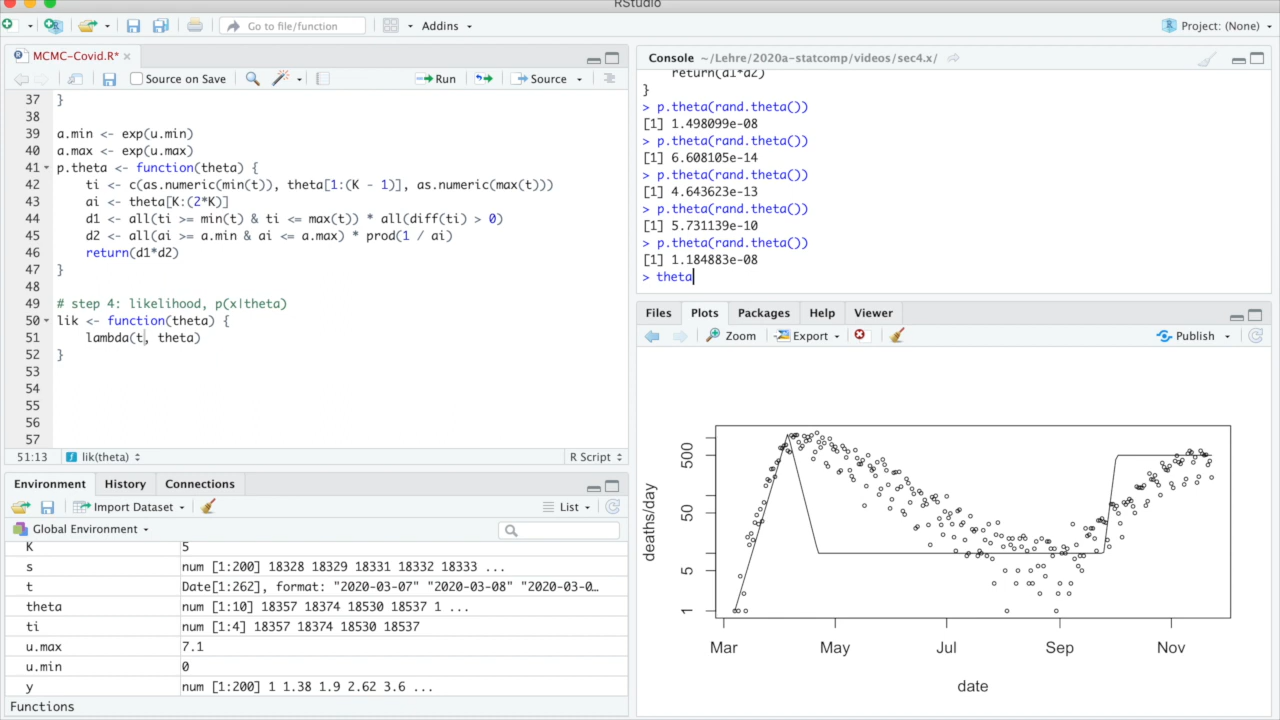 RStudio
Go to file/function
Addins
Project: (None)
MCMC-Covid.R*
Source on Save
Run
Source
37 }
38
39 a.min <- exp(u.min)
40 a.max <- exp(u.max)
41 p.theta <- function(theta) {
42 ti <- c(as.numeric(min(t)), theta[1:(K - 1)], as.numeric(max(t)))
43 ai <- theta[K:(2*K)]
44 d1 <- all(ti >= min(t) & ti <= max(t)) * all(diff(ti) > 0)
45 d2 <- all(ai >= a.min & ai <= a.max) * prod(1 / ai)
46 return(d1*d2)
47 }
48
49 # step 4: likelihood, p(x|theta)
50 lik <- function(theta) {
51 lambda(t, theta)
52 }
53
54
55
56
57
51:13 lik(theta) R Script
Environment History Connections
Import Dataset List
Global Environment
K 5
s num [1:200] 18328 18329 18331 18332 18333 ...
t Date[1:262], format: "2020-03-07" "2020-03-08" "2020-03-0…
theta num [1:10] 18357 18374 18530 18537 1 ...
ti num [1:4] 18357 18374 18530 18537
u.max 7.1
u.min 0
y num [1:200] 1 1.38 1.9 2.62 3.6 ...
Functions
Console ~/Lehre/2020a-statcomp/videos/sec4.x/
return(d1*d2)
}
> p.theta(rand.theta())
[1] 1.498099e-08
> p.theta(rand.theta())
[1] 6.608105e-14
> p.theta(rand.theta())
[1] 4.643623e-13
> p.theta(rand.theta())
[1] 5.731139e-10
> p.theta(rand.theta())
[1] 1.184883e-08
> theta
Files Plots Packages Help Viewer
Zoom Export Publish
deaths/day
500
50
5
1
Mar May Jul Sep Nov
date